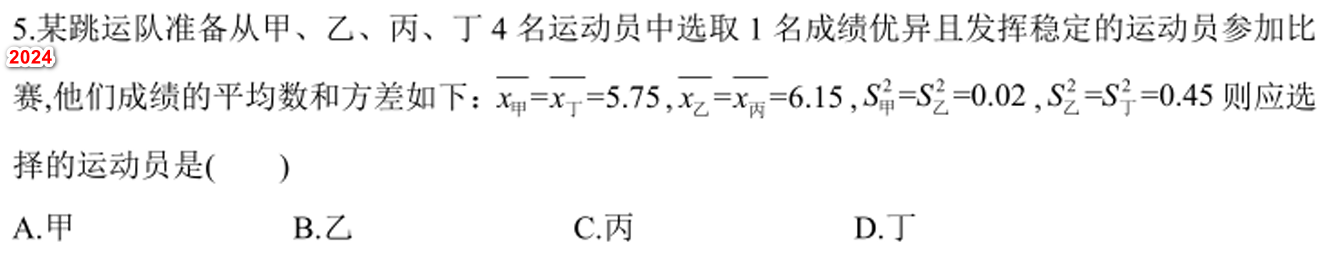 5.某跳运队准备从甲、乙、丙、丁 4 名运动员中选取 1 名成绩优异且发挥稳定的运动员参加比
2024
赛,他们成绩的平均数和方差如下：x甲=x丁=5.75,x乙=x丙=6.15,S²甲=S²乙=0.02,S²乙=S²丁=0.45 则应选
择的运动员是( )
A.甲 B.乙 C.丙 D.丁